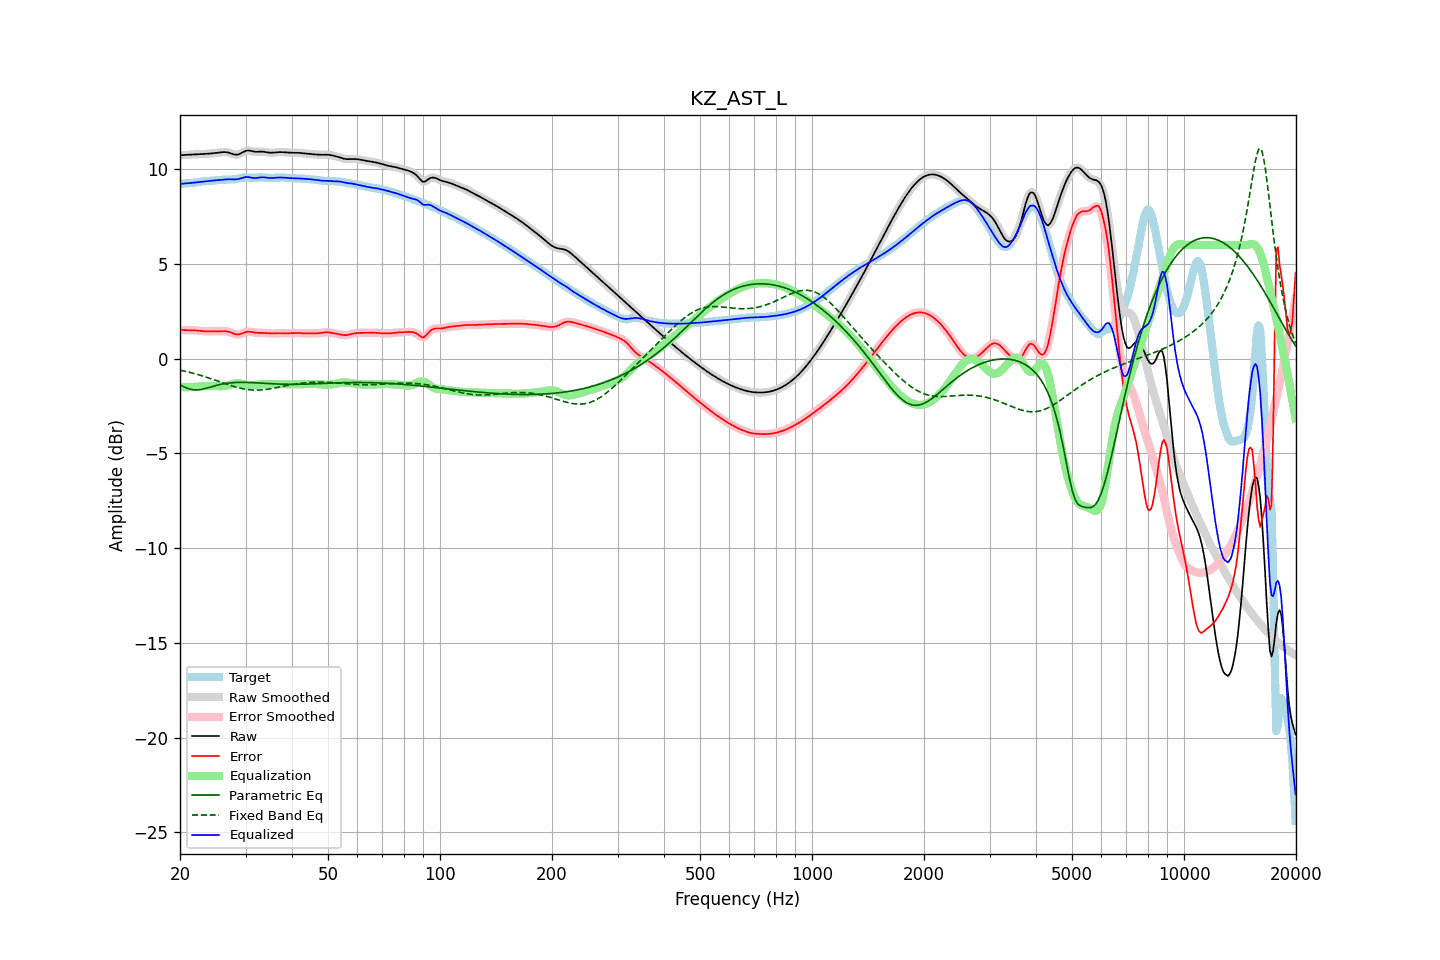 KZ_AST_L
10
5
0
−5
−10
−15
−20
−25
Amplitude (dBr)
Target
Raw Smoothed
Error Smoothed
Raw
Error
Equalization
Parametric Eq
Fixed Band Eq
Equalized
20 50 100 200 500 1000 2000 5000 10000 20000
Frequency (Hz)